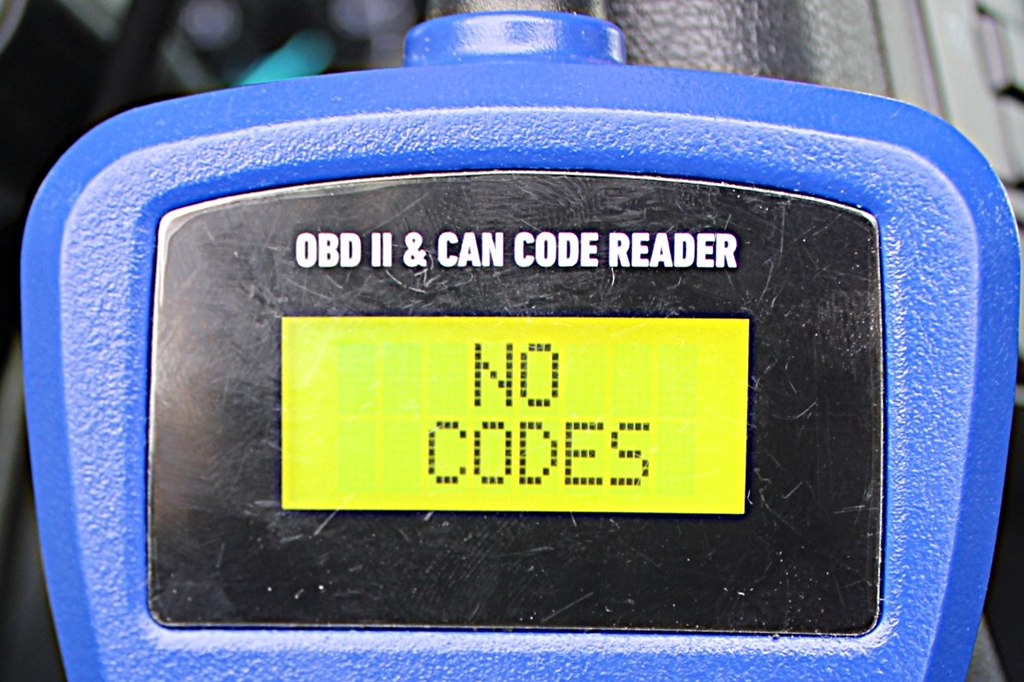 OBD II & CAN CODE READER
NO
CODES